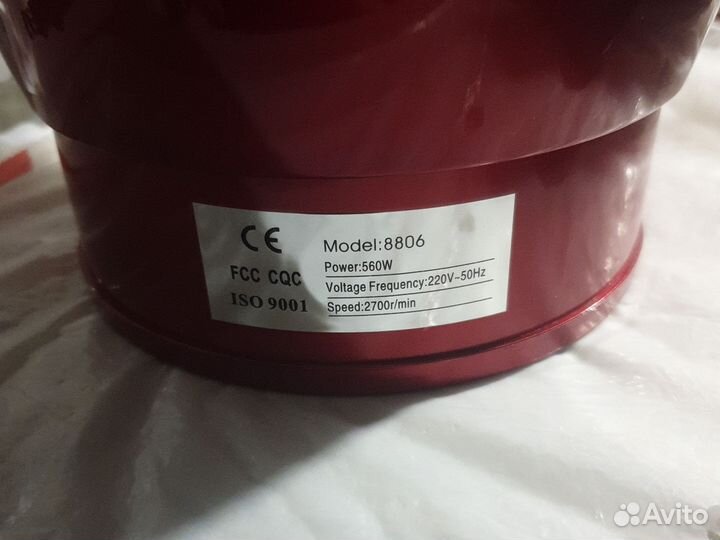 CE
FCC CQC
ISO 9001
Model:8806
Power:560W
Voltage Frequency:220V~50Hz
Speed:2700r/min
Avito